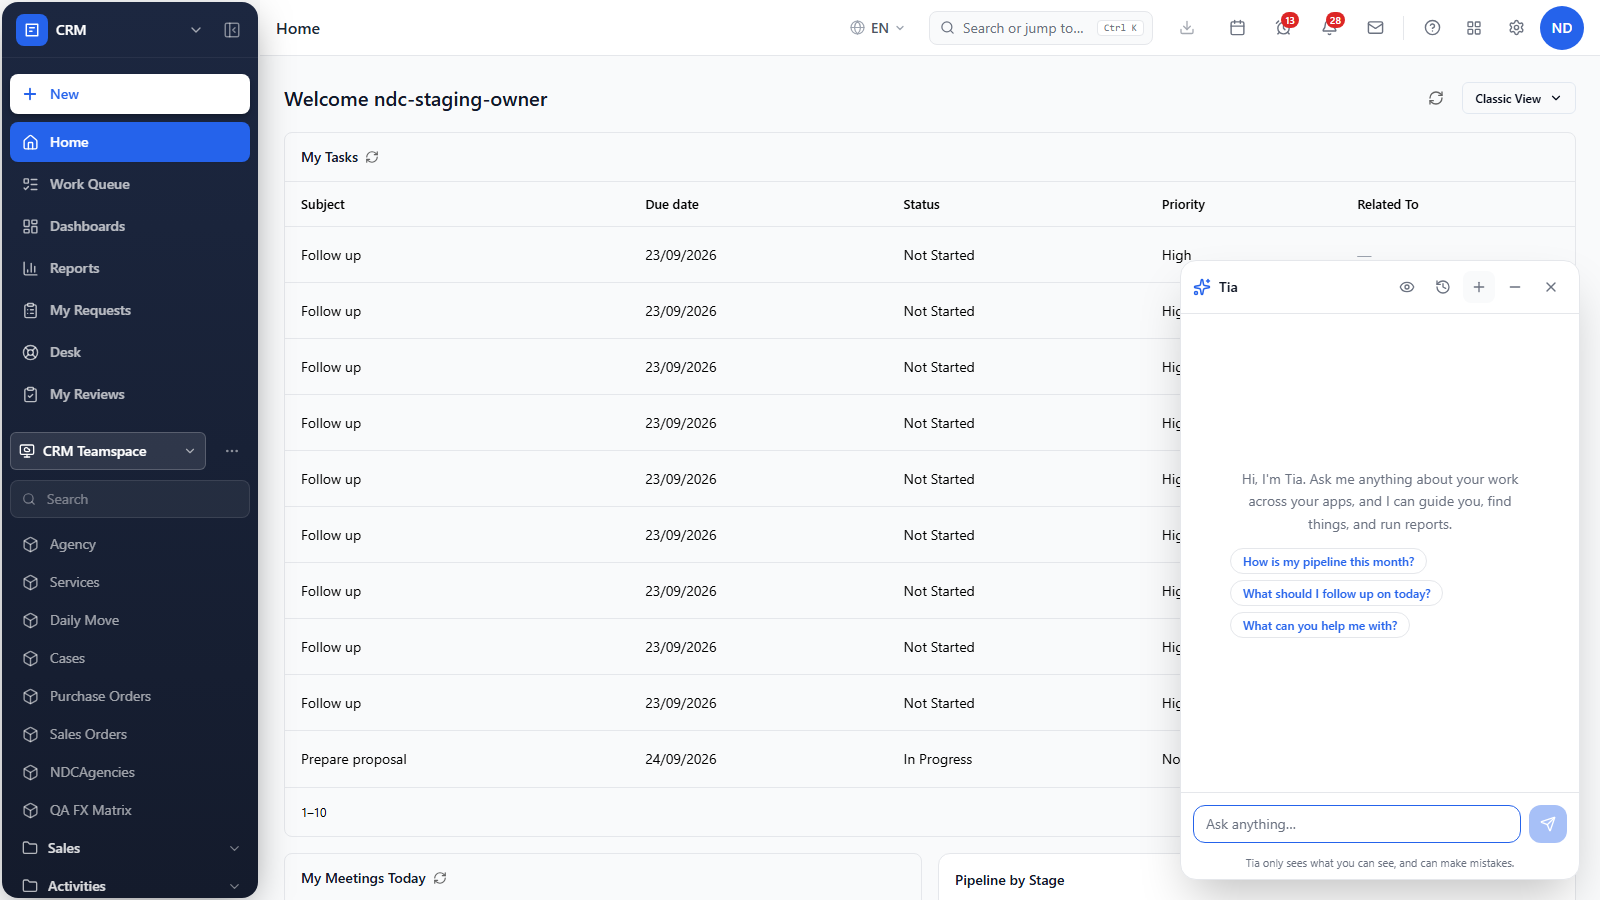 CRM
Home
EN
Search or jump to...
Ctrl K
13
28
ND
New
Home
Work Queue
Dashboards
Reports
My Requests
Desk
My Reviews
CRM Teamspace
Search
Agency
Services
Daily Move
Cases
Purchase Orders
Sales Orders
NDCAgencies
QA FX Matrix
Sales
Activities
Welcome ndc-staging-owner
Classic View
My Tasks
Subject Due date Status Priority Related To
Follow up 23/09/2026 Not Started High —
Follow up 23/09/2026 Not Started
Follow up 23/09/2026 Not Started
Follow up 23/09/2026 Not Started
Follow up 23/09/2026 Not Started
Follow up 23/09/2026 Not Started
Follow up 23/09/2026 Not Started
Follow up 23/09/2026 Not Started
Follow up 23/09/2026 Not Started
Prepare proposal 24/09/2026 In Progress
1–10
My Meetings Today
Pipeline by Stage
Tia
Hi, I'm Tia. Ask me anything about your work
across your apps, and I can guide you, find
things, and run reports.
How is my pipeline this month?
What should I follow up on today?
What can you help me with?
Ask anything...
Tia only sees what you can see, and can make mistakes.